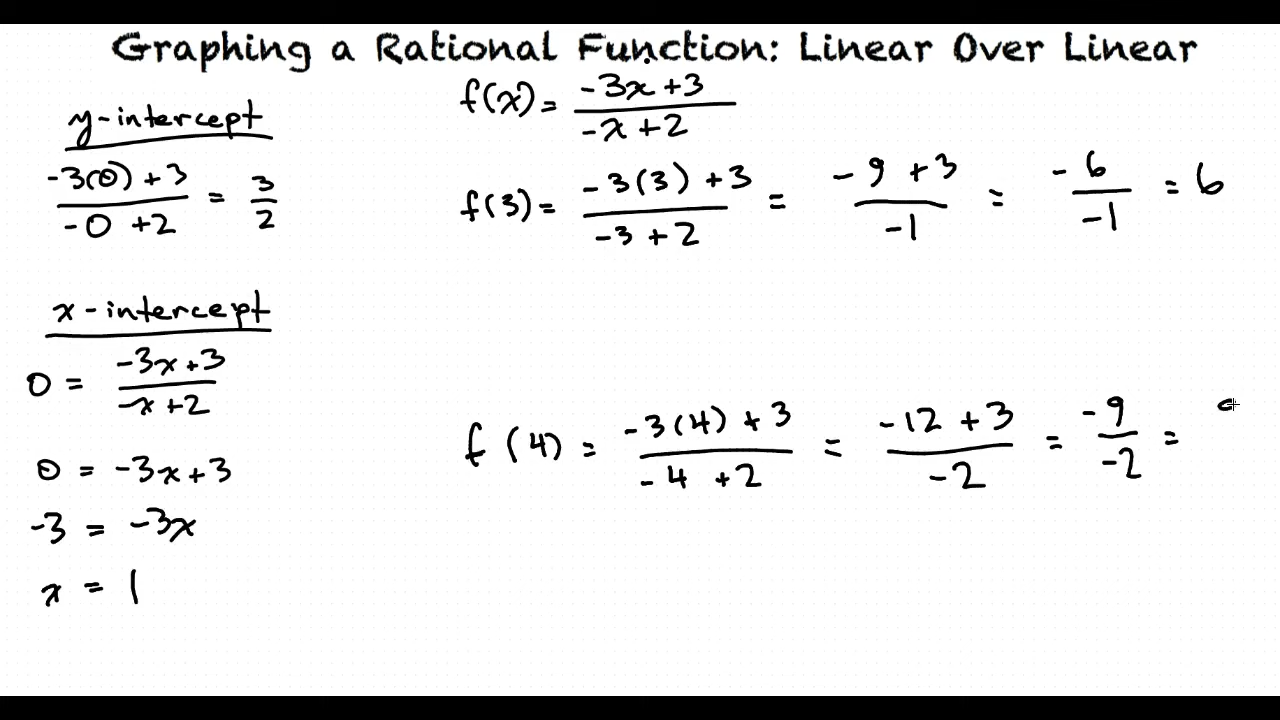 Graphing a Rational Function: Linear Over Linear
f(x) = (-3x + 3)/(-x + 2)
y-intercept
(-3(0) + 3)/(-0 + 2) = 3/2
f(3) = (-3(3) + 3)/(-3 + 2) = (-9 + 3)/(-1) = (-6)/(-1) = 6
x-intercept
0 = (-3x + 3)/(-x + 2)
f(4) = (-3(4) + 3)/(-4 + 2) = (-12 + 3)/(-2) = (-9)/(-2) =
0 = -3x + 3
-3 = -3x
x = 1